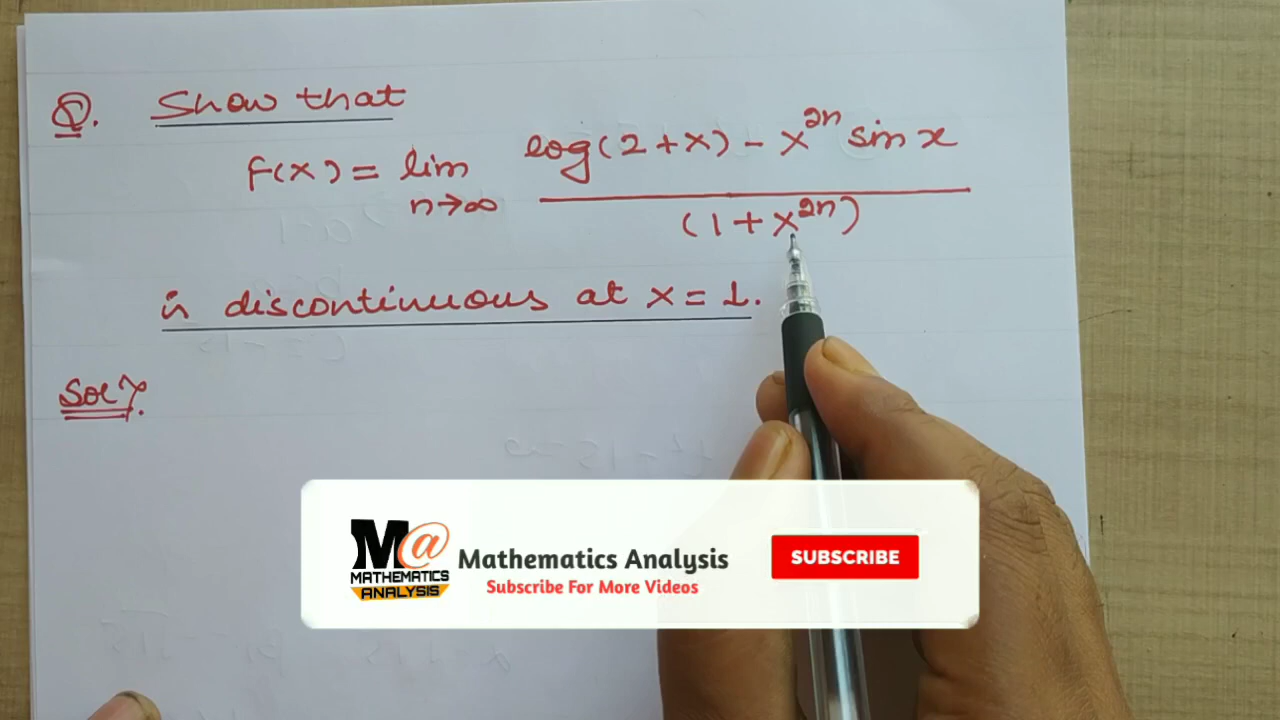 Q. Show that
f(x) = lim n→∞ log(2+x) - x^2n sin x / (1+x^2n)
is discontinuous at x = 1.
Sol^n.
M@
MATHEMATICS
ANALYSIS
Mathematics Analysis
Subscribe For More Videos
SUBSCRIBE